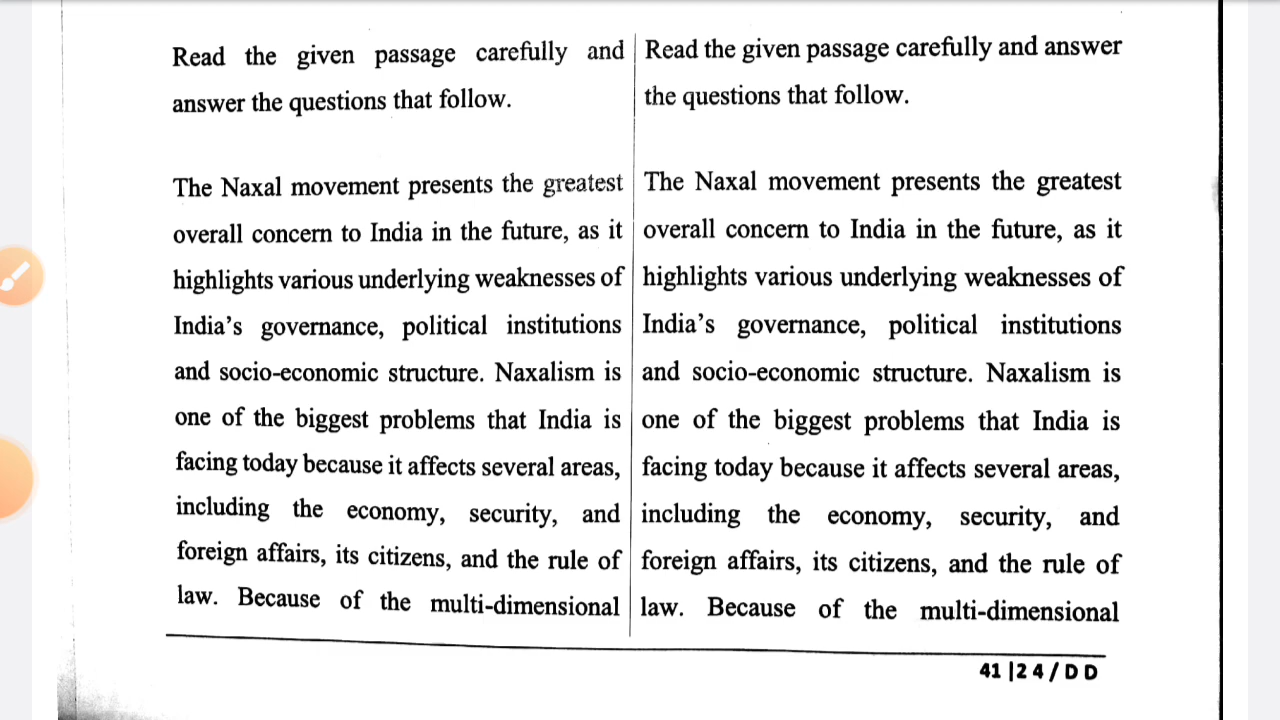 Read the given passage carefully and
answer the questions that follow.
The Naxal movement presents the greatest
overall concern to India in the future, as it
highlights various underlying weaknesses of
India's governance, political institutions
and socio-economic structure. Naxalism is
one of the biggest problems that India is
facing today because it affects several areas,
including the economy, security, and
foreign affairs, its citizens, and the rule of
law. Because of the multi-dimensional
Read the given passage carefully and answer
the questions that follow.
The Naxal movement presents the greatest
overall concern to India in the future, as it
highlights various underlying weaknesses of
India's governance, political institutions
and socio-economic structure. Naxalism is
one of the biggest problems that India is
facing today because it affects several areas,
including the economy, security, and
foreign affairs, its citizens, and the rule of
law. Because of the multi-dimensional
41 |24/DD